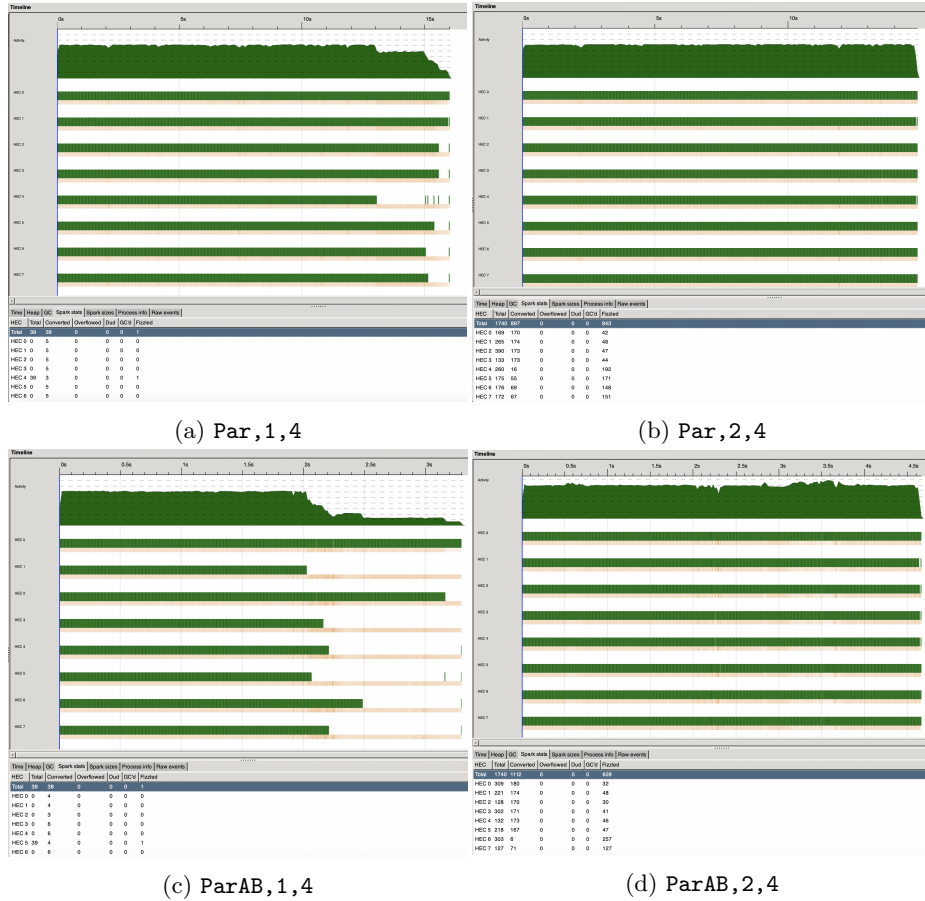 Timeline
0s 5s 10s 15s
Activity
HEC 0
HEC 1
HEC 2
HEC 3
HEC 4
HEC 5
HEC 6
HEC 7
Time Heap GC Spark stats Spark sizes Process info Raw events
HEC Total Converted Overflowed Dud GC'd Fizzled
Total 39 38 0 0 0 1
HEC 0 0 5 0 0 0 0
HEC 1 0 5 0 0 0 0
HEC 2 0 5 0 0 0 0
HEC 3 0 5 0 0 0 0
HEC 4 39 3 0 0 0 1
HEC 5 0 5 0 0 0 0
HEC 6 0 5 0 0 0 0
(a) Par,1,4
Timeline
0s 5s 10s
Activity
HEC 0
HEC 1
HEC 2
HEC 3
HEC 4
HEC 5
HEC 6
HEC 7
Time Heap GC Spark stats Spark sizes Process info Raw events
HEC Total Converted Overflowed Dud GC'd Fizzled
Total 1740 897 0 0 0 843
HEC 0 169 170 0 0 0 42
HEC 1 265 174 0 0 0 48
HEC 2 390 173 0 0 0 47
HEC 3 133 173 0 0 0 44
HEC 4 260 16 0 0 0 192
HEC 5 175 55 0 0 0 171
HEC 6 176 69 0 0 0 148
HEC 7 172 67 0 0 0 151
(b) Par,2,4
Timeline
0s 0.5s 1s 1.5s 2s 2.5s 3s
Activity
HEC 0
HEC 1
HEC 2
HEC 3
HEC 4
HEC 5
HEC 6
HEC 7
Time Heap GC Spark stats Spark sizes Process info Raw events
HEC Total Converted Overflowed Dud GC'd Fizzled
Total 39 38 0 0 0 1
HEC 0 0 4 0 0 0 0
HEC 1 0 4 0 0 0 0
HEC 2 0 3 0 0 0 0
HEC 3 0 6 0 0 0 0
HEC 4 0 6 0 0 0 0
HEC 5 39 4 0 0 0 1
HEC 6 0 6 0 0 0 0
(c) ParAB,1,4
Timeline
0s 0.5s 1s 1.5s 2s 2.5s 3s 3.5s 4s 4.5s
Activity
HEC 0
HEC 1
HEC 2
HEC 3
HEC 4
HEC 5
HEC 6
HEC 7
Time Heap GC Spark stats Spark sizes Process info Raw events
HEC Total Converted Overflowed Dud GC'd Fizzled
Total 1740 1112 0 0 0 628
HEC 0 309 180 0 0 0 32
HEC 1 221 174 0 0 0 48
HEC 2 128 170 0 0 0 30
HEC 3 302 171 0 0 0 41
HEC 4 132 173 0 0 0 46
HEC 5 218 167 0 0 0 47
HEC 6 303 6 0 0 0 257
HEC 7 127 71 0 0 0 127
(d) ParAB,2,4